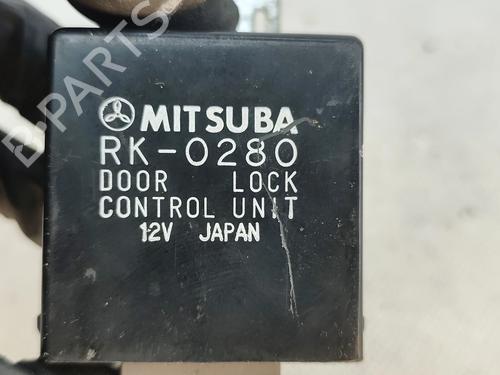 B-PARTS
MITSUBA
RK-0280
DOOR LOCK
CONTROL UNIT
12V JAPAN